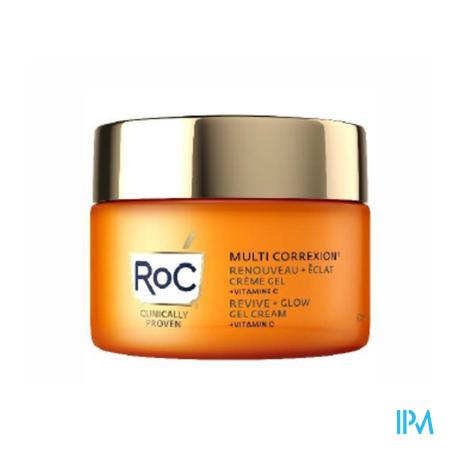 RoC
CLINICALLY
PROVEN
MULTI CORREXION®
RENOUVEAU + ÉCLAT
CRÈME GEL
+VITAMINE C
REVIVE + GLOW
GEL CREAM
+VITAMIN C
IPM